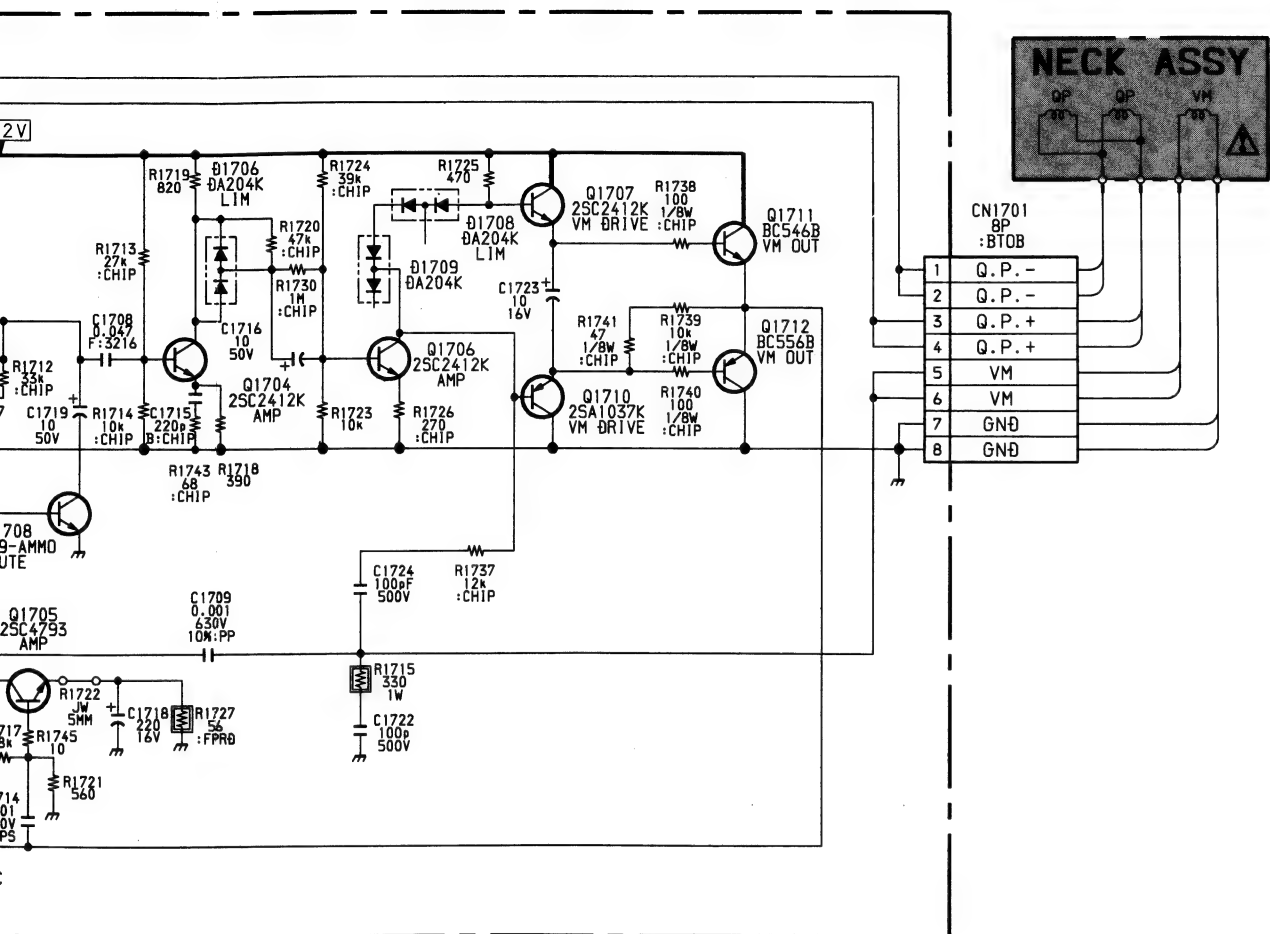 NECK ASSY
QP
QP
VM
2V
R1719
820
D1706
DA204K
LIM
R1724
39k
:CHIP
R1725
470
D1708
DA204K
LIM
Q1707
2SC2412K
VM DRIVE
R1738
100
1/8W
:CHIP
Q1711
BC546B
VM OUT
CN1701
8P
:BTOB
R1713
27k
:CHIP
R1720
47k
:CHIP
R1730
1M
:CHIP
D1709
DA204K
C1723
10
16V
1 Q.P.-
2 Q.P.-
3 Q.P.+
4 Q.P.+
5 VM
6 VM
7 GND
8 GND
C1708
0.047
F:3216
C1716
10
50V
R1741
47
1/8W
:CHIP
R1739
10k
1/8W
:CHIP
Q1712
BC556B
VM OUT
R1712
33k
:CHIP
Q1706
2SC2412K
AMP
Q1704
2SC2412K
AMP
Q1710
2SA1037K
VM DRIVE
R1740
100
1/8W
:CHIP
C1719
10
50V
R1714
10k
:CHIP
C1715
220p
B:CHIP
R1723
10k
R1726
270
:CHIP
R1743
68
:CHIP
R1718
390
708
9-AMMO
UTE
C1724
100pF
500V
R1737
12k
:CHIP
C1709
0.001
630V
10%:PP
Q1705
2SC4793
AMP
R1715
330
1W
R1722
JW
5MM
C1718
220
16V
R1727
56
:FPRD
C1722
100p
500V
717
8k
R1745
10
R1721
560
714
01
0V
PS